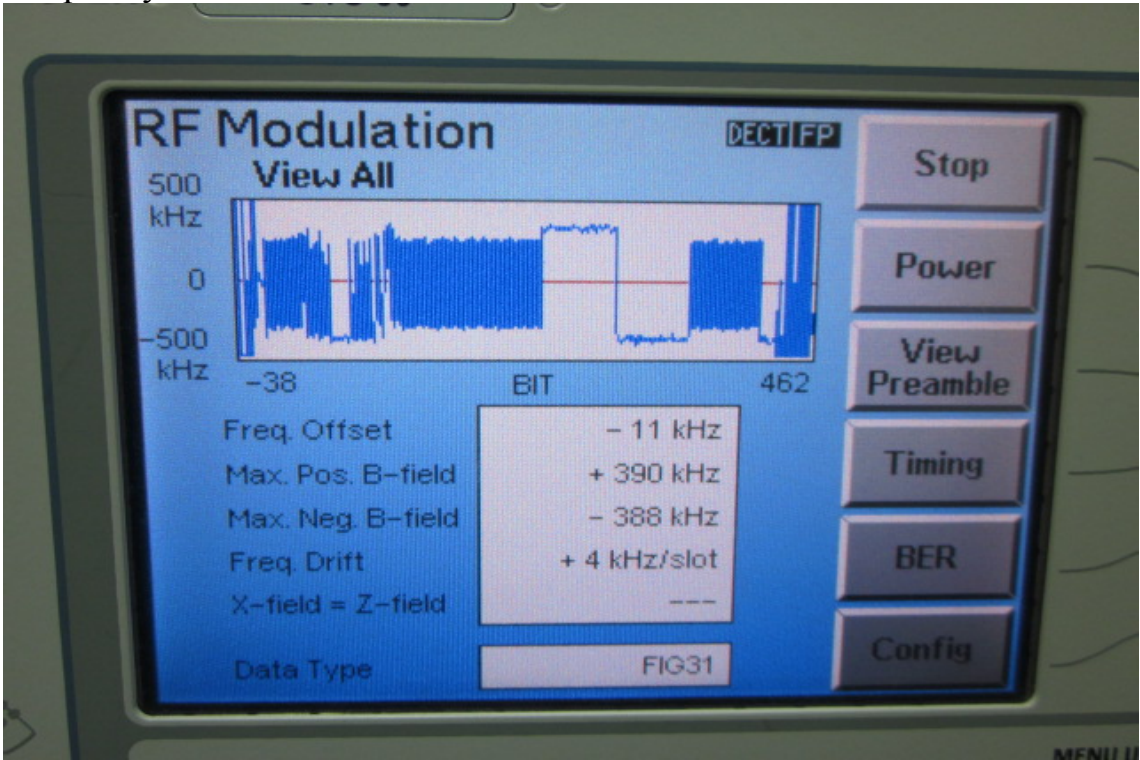 RF Modulation
DECT FP
View All
500
kHz
0
-500
kHz
-38 BIT 462
Freq. Offset - 11 kHz
Max. Pos. B-field + 390 kHz
Max. Neg. B-field - 388 kHz
Freq. Drift + 4 kHz/slot
X-field = Z-field ---
Data Type FIG31
Stop
Power
View
Preamble
Timing
BER
Config
MENU